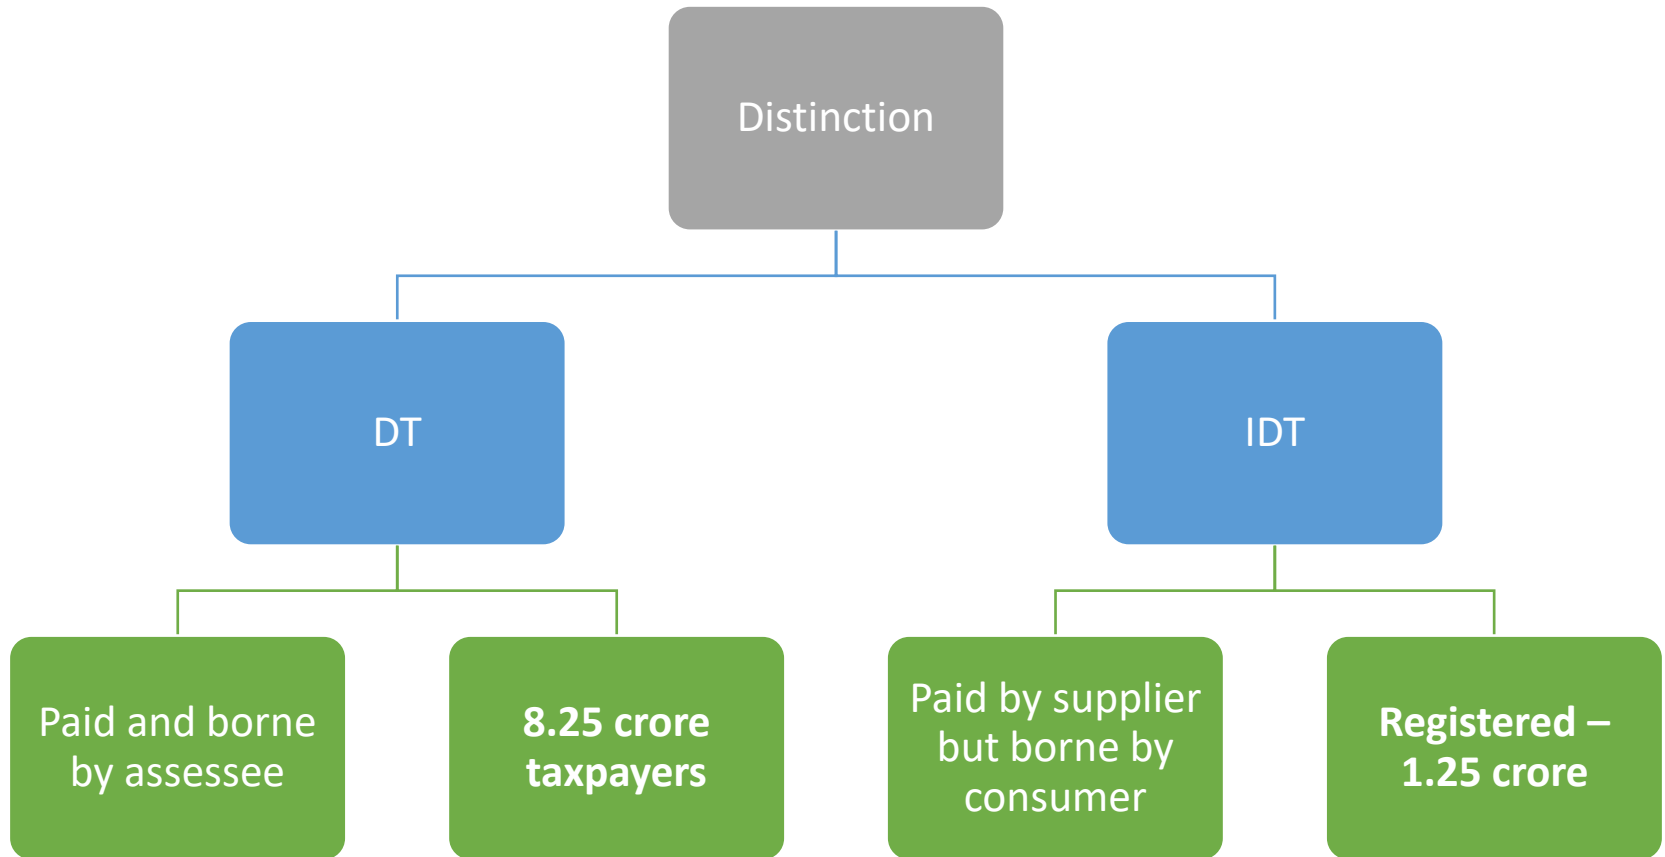 Distinction
DT
IDT
Paid and borne
by assessee
8.25 crore
taxpayers
Paid by supplier
but borne by
consumer
Registered –
1.25 crore